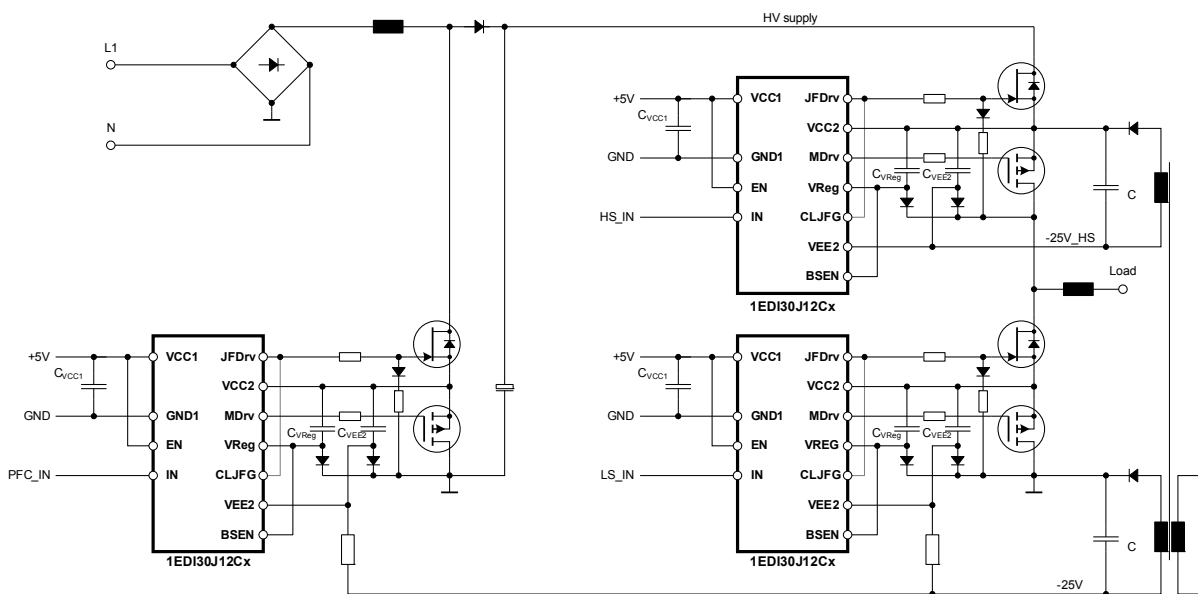 HV supply
L1
N
+5V
CVCC1
GND
HS_IN
VCC1
GND1
EN
IN
JFDrv
VCC2
MDrv
VReg
CLJFG
VEE2
BSEN
CVReg
CVEE2
C
-25V_HS
1EDI30J12Cx
Load
+5V
CVCC1
GND
PFC_IN
VCC1
GND1
EN
IN
JFDrv
VCC2
MDrv
VReg
CLJFG
VEE2
BSEN
CVReg
CVEE2
1EDI30J12Cx
+5V
CVCC1
GND
LS_IN
VCC1
GND1
EN
IN
JFDrv
VCC2
MDrv
VREG
CLJFG
VEE2
BSEN
CVReg
CVEE2
C
-25V
1EDI30J12Cx